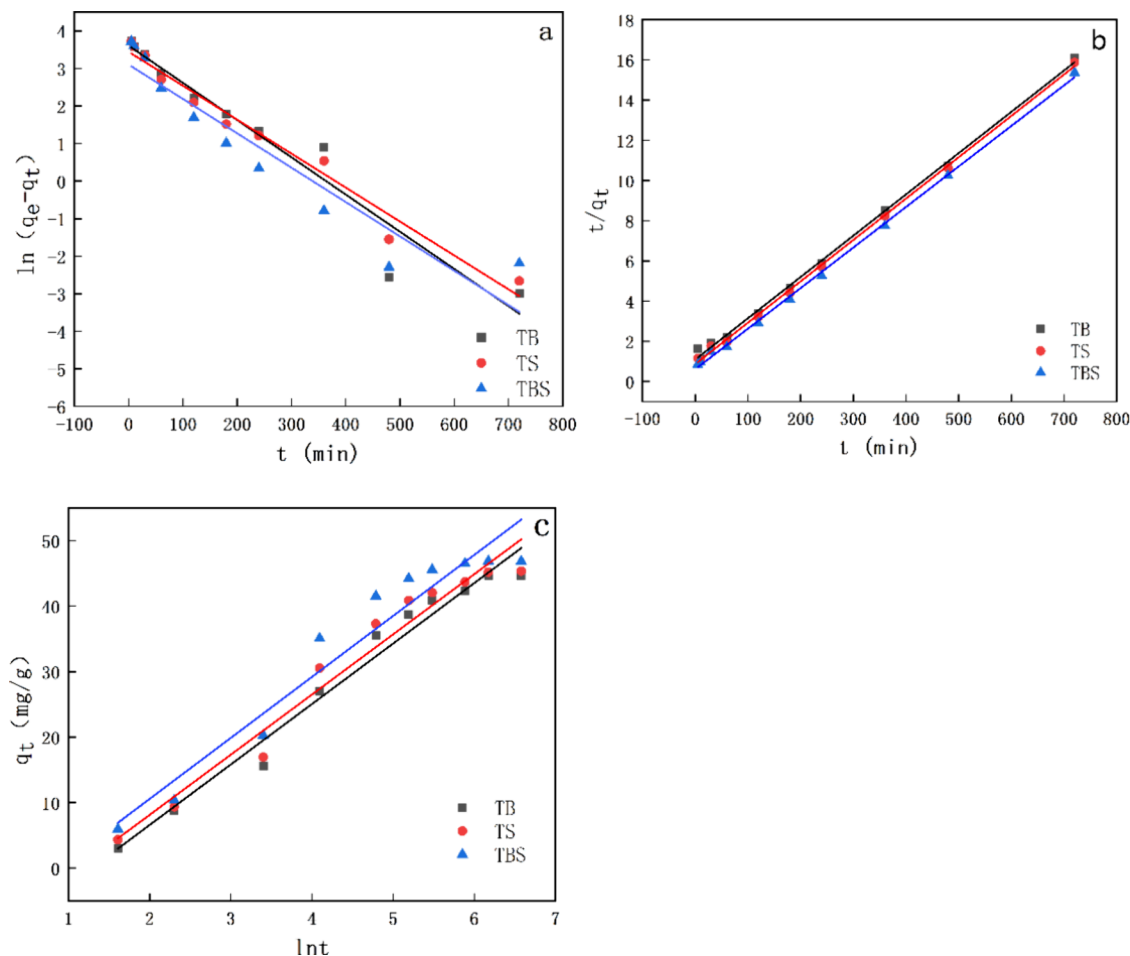 a
4
3
2
1
0
-1
-2
-3
-4
-5
-6
ln (qe-qt)
TB
TS
TBS
-100 0 100 200 300 400 500 600 700 800
t (min)
b
18
16
14
12
10
8
6
4
2
0
t/qt
TB
TS
TBS
-100 0 100 200 300 400 500 600 700 800
t (min)
c
50
40
30
20
10
0
qt (mg/g)
TB
TS
TBS
1 2 3 4 5 6 7
lnt